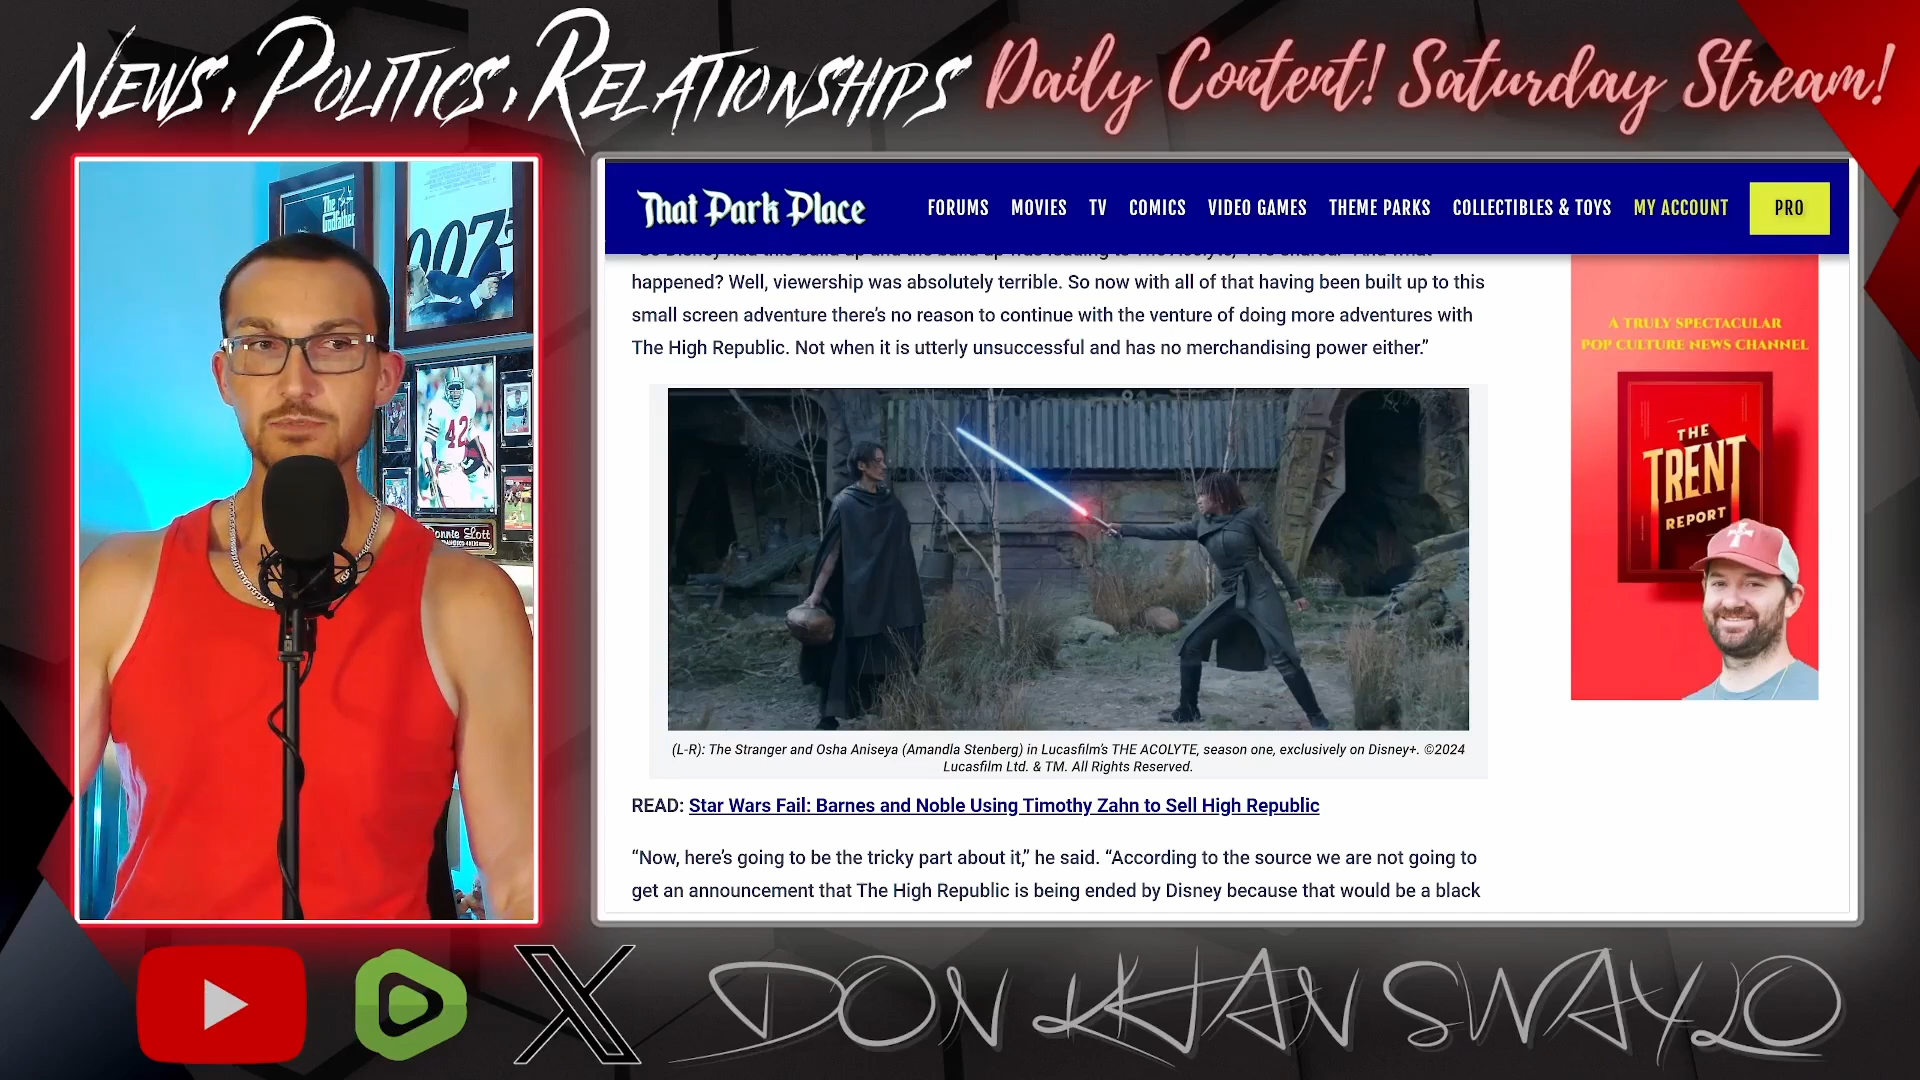 NEWS, POLITICS, RELATIONSHIPS
Daily Content! Saturday Stream!
The
Godfather
007
42
onnie Lott
That Park Place
FORUMS
MOVIES
TV
COMICS
VIDEO GAMES
THEME PARKS
COLLECTIBLES & TOYS
MY ACCOUNT
PRO
happened? Well, viewership was absolutely terrible. So now with all of that having been built up to this
small screen adventure there's no reason to continue with the venture of doing more adventures with
The High Republic. Not when it is utterly unsuccessful and has no merchandising power either."
(L-R): The Stranger and Osha Aniseya (Amandla Stenberg) in Lucasfilm's THE ACOLYTE, season one, exclusively on Disney+. ©2024
Lucasfilm Ltd. & TM. All Rights Reserved.
READ: Star Wars Fail: Barnes and Noble Using Timothy Zahn to Sell High Republic
"Now, here's going to be the tricky part about it," he said. "According to the source we are not going to
get an announcement that The High Republic is being ended by Disney because that would be a black
A TRULY SPECTACULAR
POP CULTURE NEWS CHANNEL
THE
TRENT
REPORT
X
DON KHAN SWAYLO